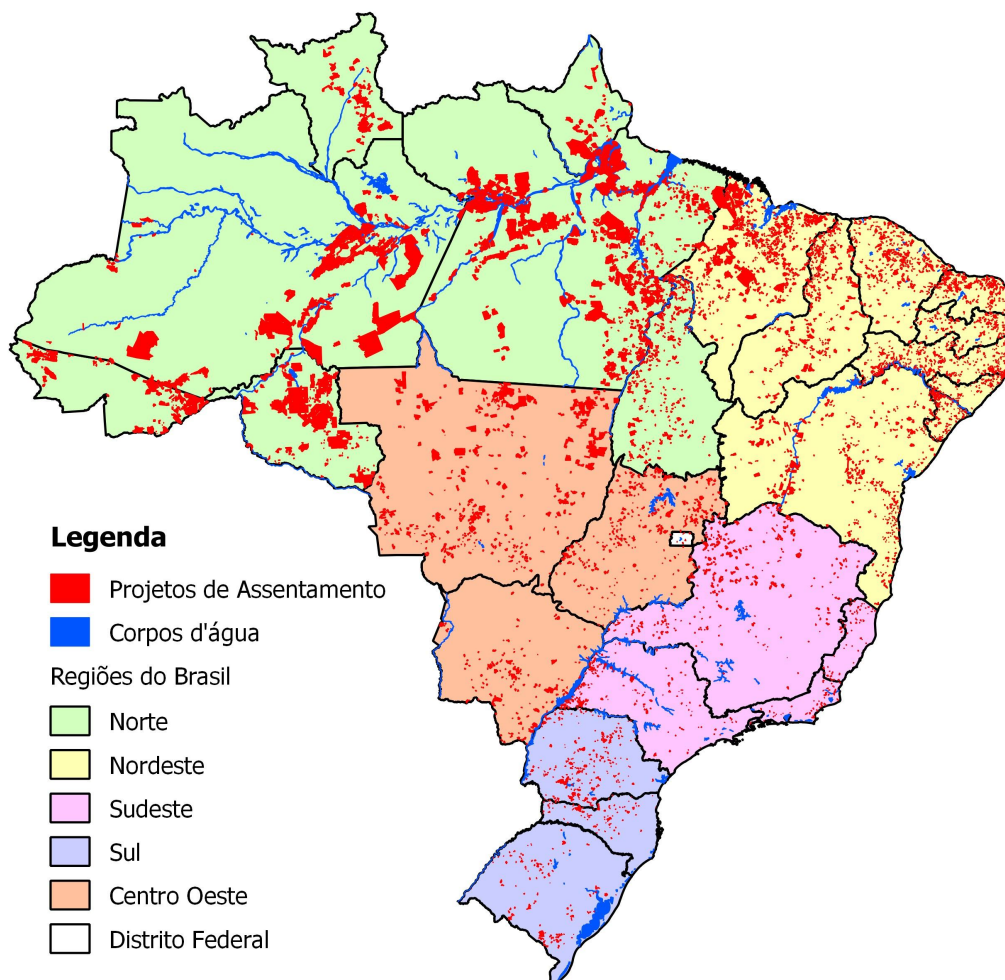 Legenda
Projetos de Assentamento
Corpos d'água
Regiões do Brasil
Norte
Nordeste
Sudeste
Sul
Centro Oeste
Distrito Federal